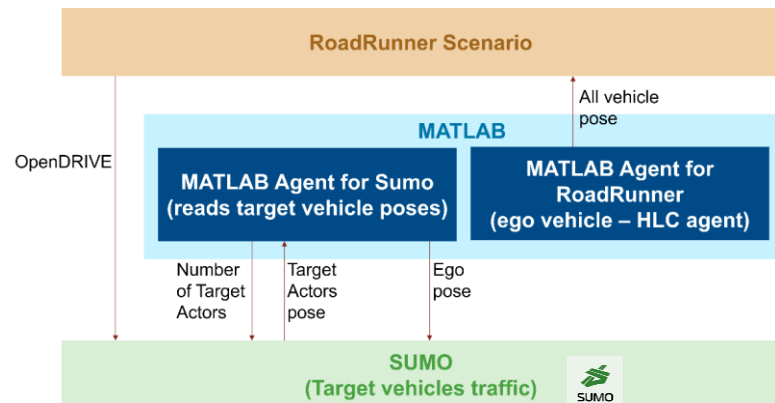 RoadRunner Scenario
All vehicle
pose
MATLAB
OpenDRIVE
MATLAB Agent for Sumo
(reads target vehicle poses)
MATLAB Agent for
RoadRunner
(ego vehicle – HLC agent)
Number
of Target
Actors
Target
Actors
pose
Ego
pose
SUMO
(Target vehicles traffic)
SUMO